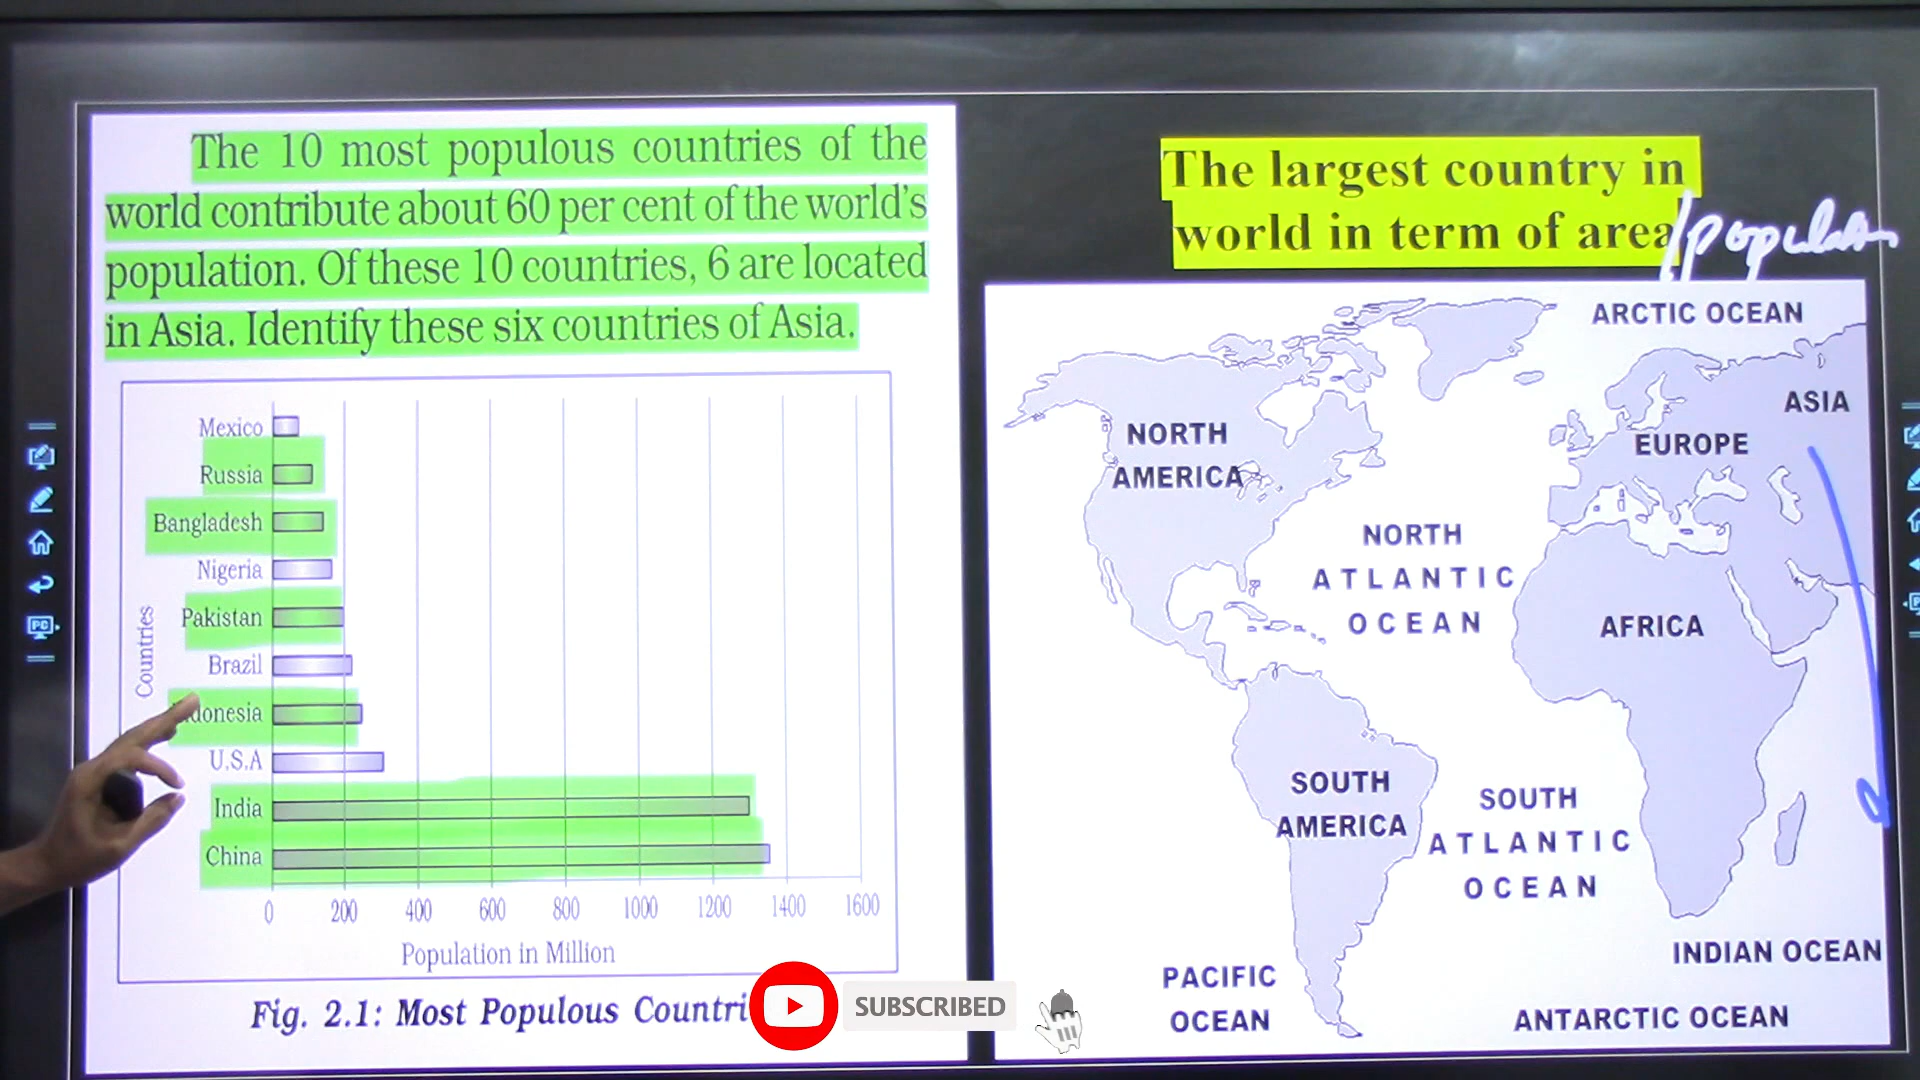 The 10 most populous countries of the
world contribute about 60 per cent of the world's
population. Of these 10 countries, 6 are located
in Asia. Identify these six countries of Asia.
Countries
Mexico
Russia
Bangladesh
Nigeria
Pakistan
Brazil
donesia
U.S.A
India
China
0 200 400 600 800 1000 1200 1400 1600
Population in Million
Fig. 2.1: Most Populous Countri
SUBSCRIBED
The largest country in
world in term of area
ARCTIC OCEAN
ASIA
NORTH
AMERICA
EUROPE
NORTH
ATLANTIC
OCEAN
AFRICA
SOUTH
AMERICA
SOUTH
ATLANTIC
OCEAN
INDIAN OCEAN
PACIFIC
OCEAN
ANTARCTIC OCEAN
PC